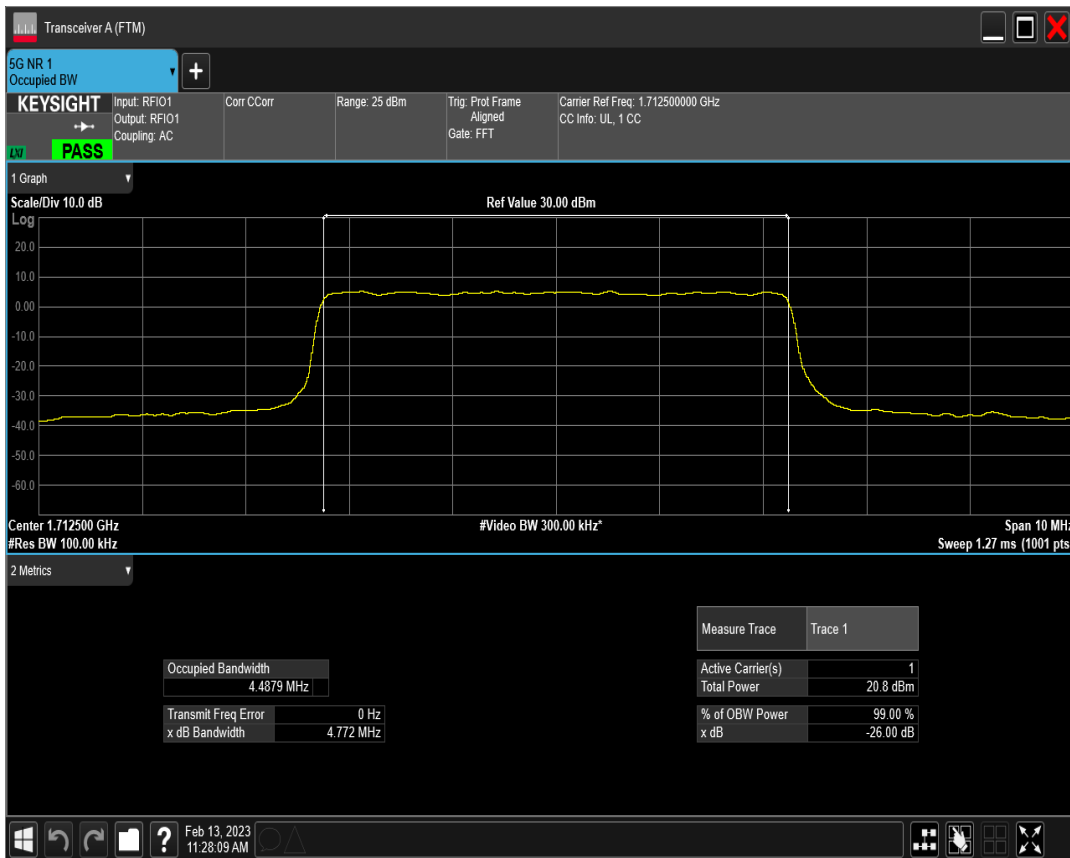 Transceiver A (FTM)
5G NR 1
Occupied BW
+
KEYSIGHT
LXI
PASS
Input: RFIO1
Output: RFIO1
Coupling: AC
Corr CCorr
Range: 25 dBm
Trig: Prot Frame
Aligned
Gate: FFT
Carrier Ref Freq: 1.712500000 GHz
CC Info: UL, 1 CC
1 Graph
Scale/Div 10.0 dB
Ref Value 30.00 dBm
Log
20.0
10.0
0.00
-10.0
-20.0
-30.0
-40.0
-50.0
-60.0
Center 1.712500 GHz
#Video BW 300.00 kHz*
Span 10 MHz
#Res BW 100.00 kHz
Sweep 1.27 ms (1001 pts
2 Metrics
Measure Trace Trace 1
Occupied Bandwidth
4.4879 MHz
Transmit Freq Error 0 Hz
x dB Bandwidth 4.772 MHz
Active Carrier(s) 1
Total Power 20.8 dBm
% of OBW Power 99.00 %
x dB -26.00 dB
?
Feb 13, 2023
11:28:09 AM